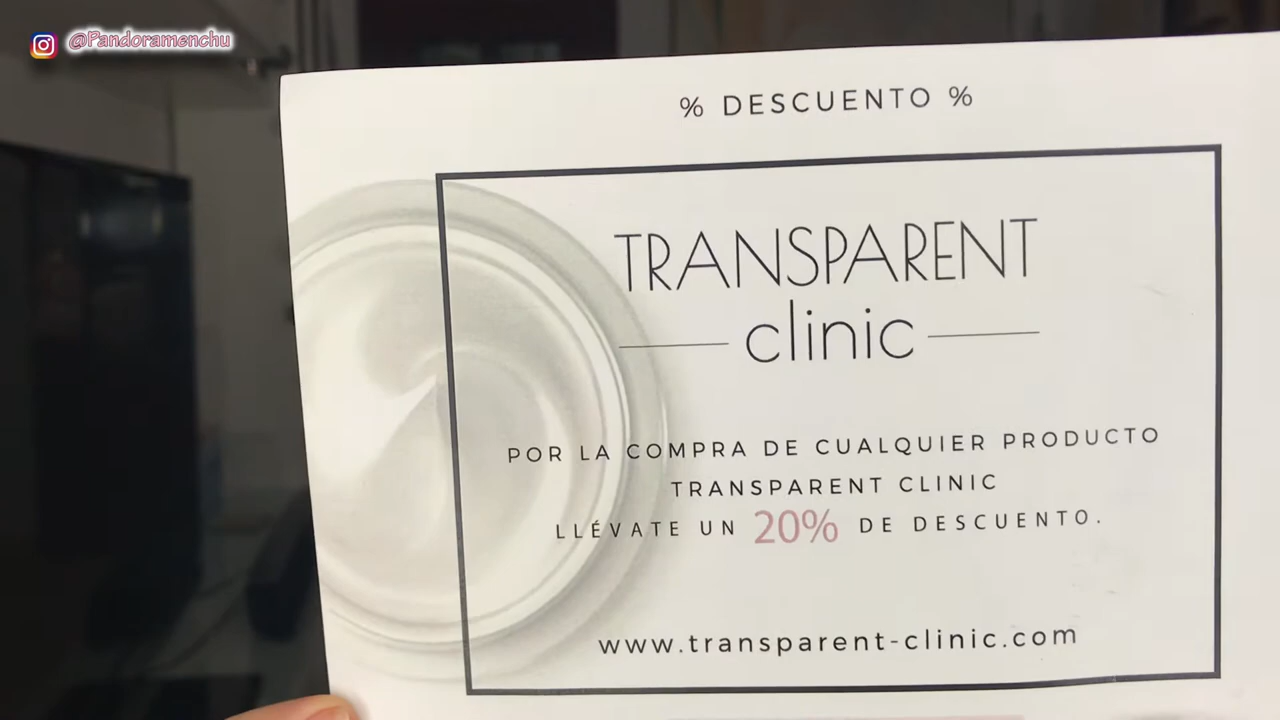 @Pandoramenchu
% DESCUENTO %
TRANSPARENT
clinic
POR LA COMPRA DE CUALQUIER PRODUCTO
TRANSPARENT CLINIC
LLÉVATE UN 20% DE DESCUENTO.
www.transparent-clinic.com